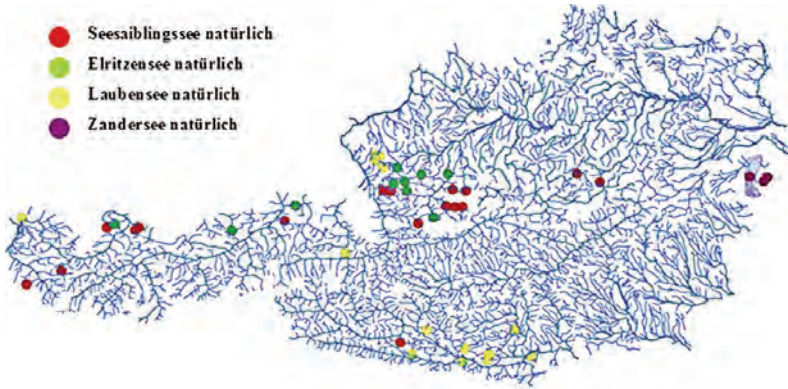 Seesaiblingssee natürlich
Elritzensee natürlich
Laubensee natürlich
Zandersee natürlich